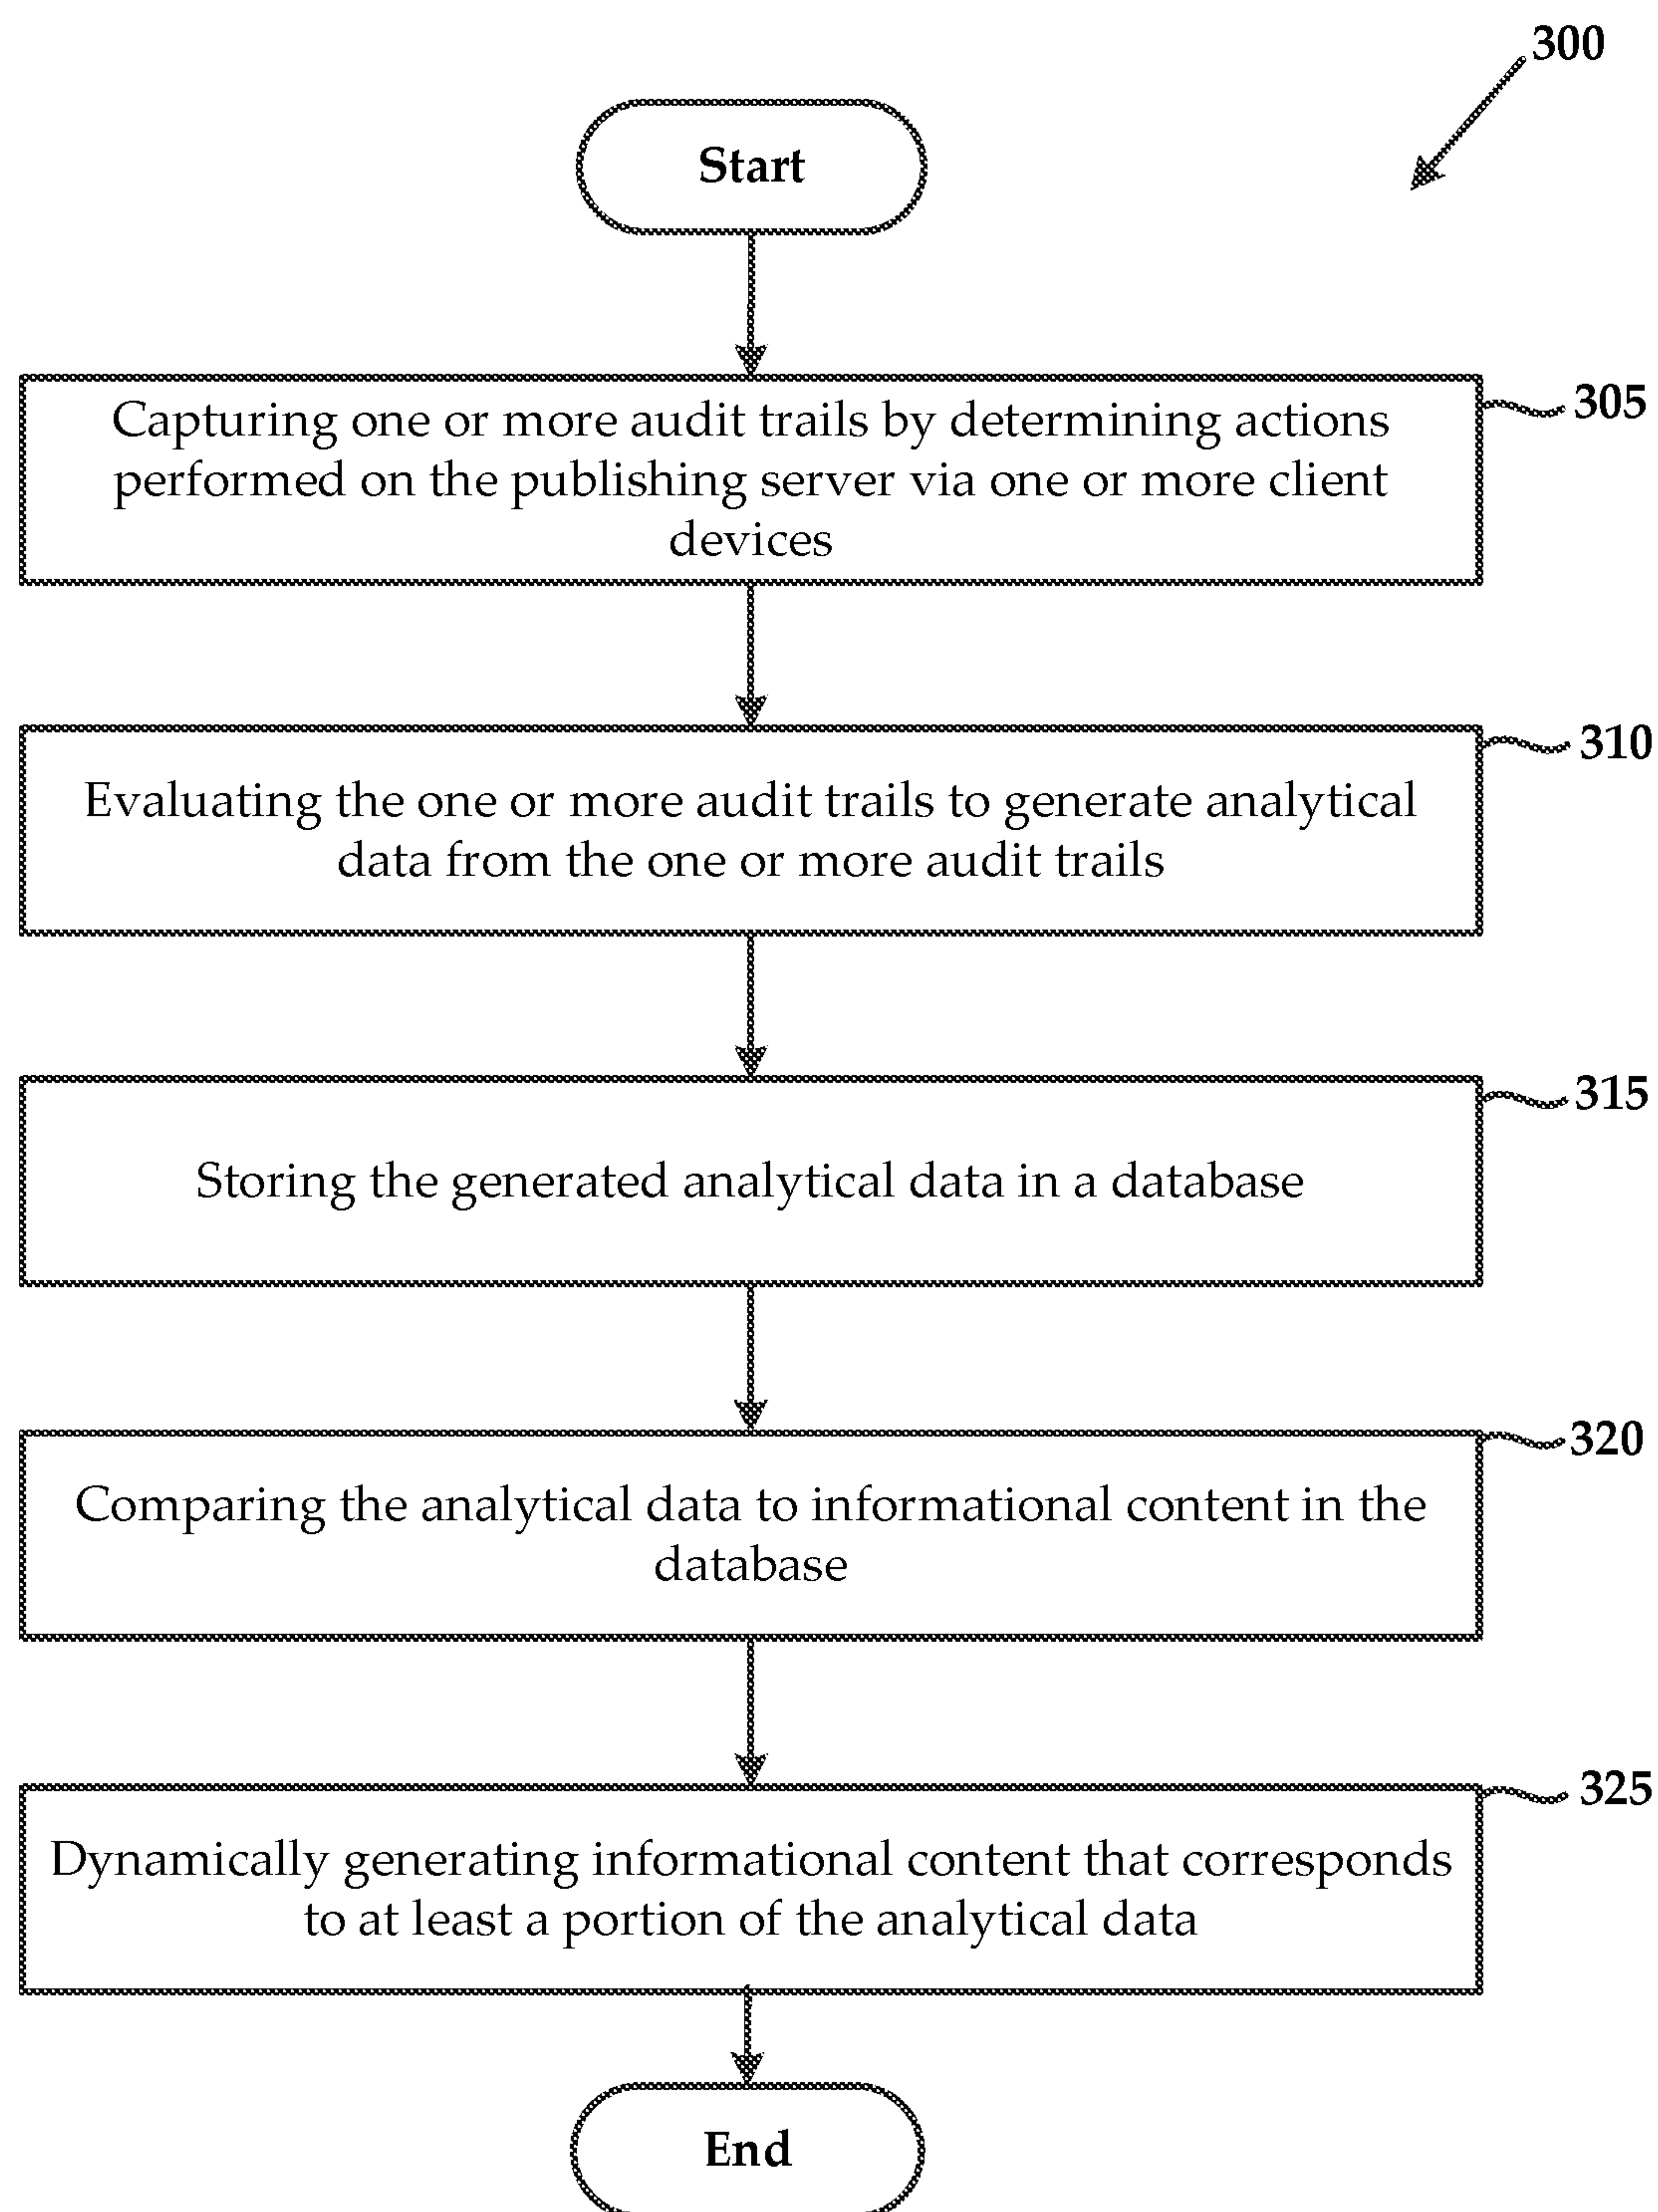 300
Start
Capturing one or more audit trails by determining actions
performed on the publishing server via one or more client
devices
305
Evaluating the one or more audit trails to generate analytical
data from the one or more audit trails
310
Storing the generated analytical data in a database
315
Comparing the analytical data to informational content in the
database
320
Dynamically generating informational content that corresponds
to at least a portion of the analytical data
325
End